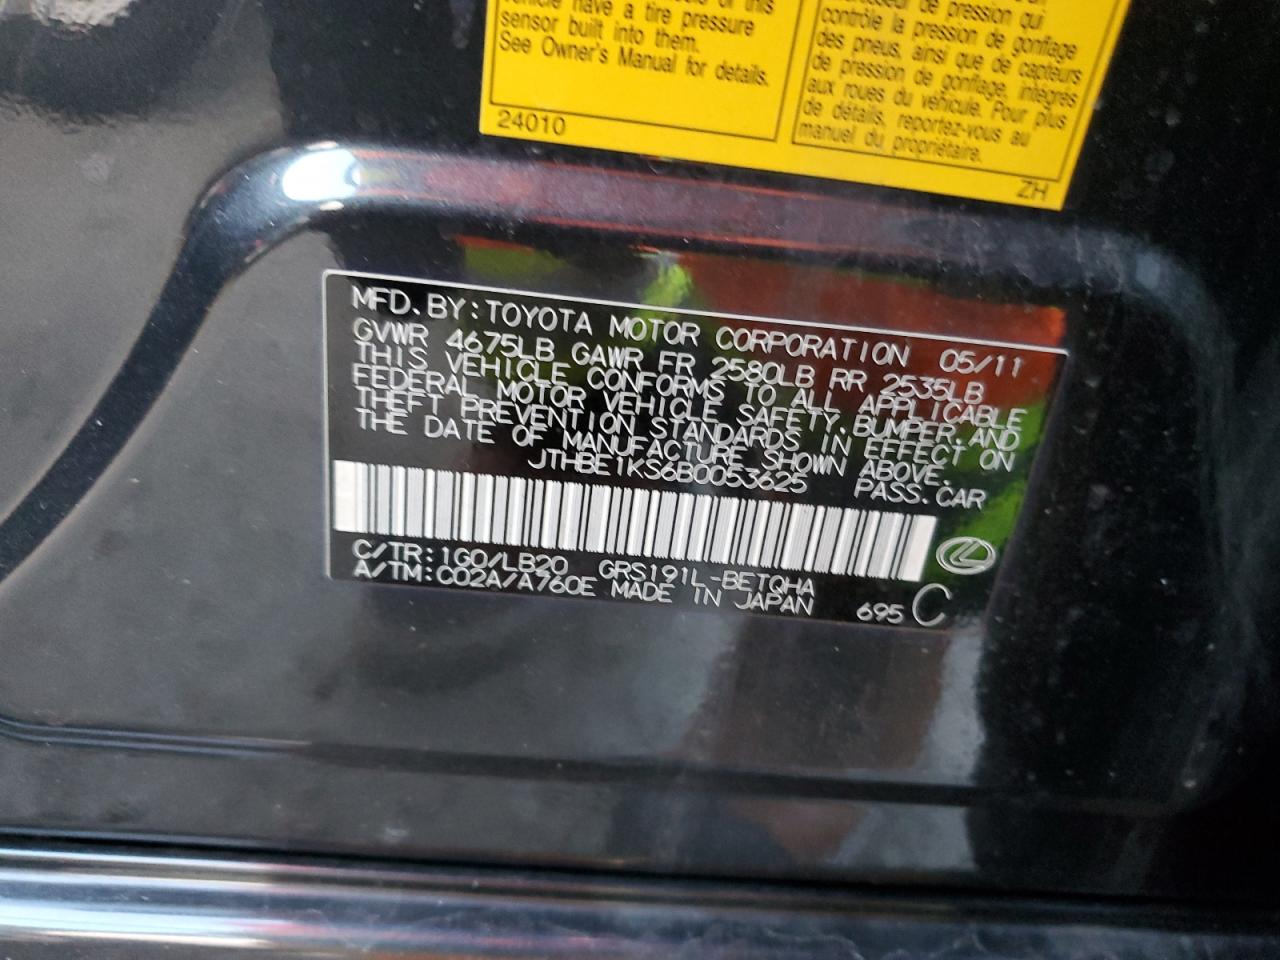 vehicle have a tire pressure
sensor built into them.
See Owner's Manual for details.
24010
de pression qui
contrôle la pression de gonflage
des pneus, ainsi que de capteurs
de pression de gonflage, intégrés
aux roues du véhicule. Pour plus
de détails, reportez-vous au
manuel du propriétaire.
ZH
MFD. BY: TOYOTA MOTOR CORPORATION 05/11
GVWR 4675LB GAWR FR 2580LB RR 2535LB
THIS VEHICLE CONFORMS TO ALL APPLICABLE
FEDERAL MOTOR VEHICLE SAFETY, BUMPER, AND
THEFT PREVENTION STANDARDS IN EFFECT ON
THE DATE OF MANUFACTURE SHOWN ABOVE.
JTHBE1KS6B0053625 PASS. CAR
C/TR: 1G0/LB20 GRS191L-BETQHA
A/TM: C02A/A760E MADE IN JAPAN 695 C